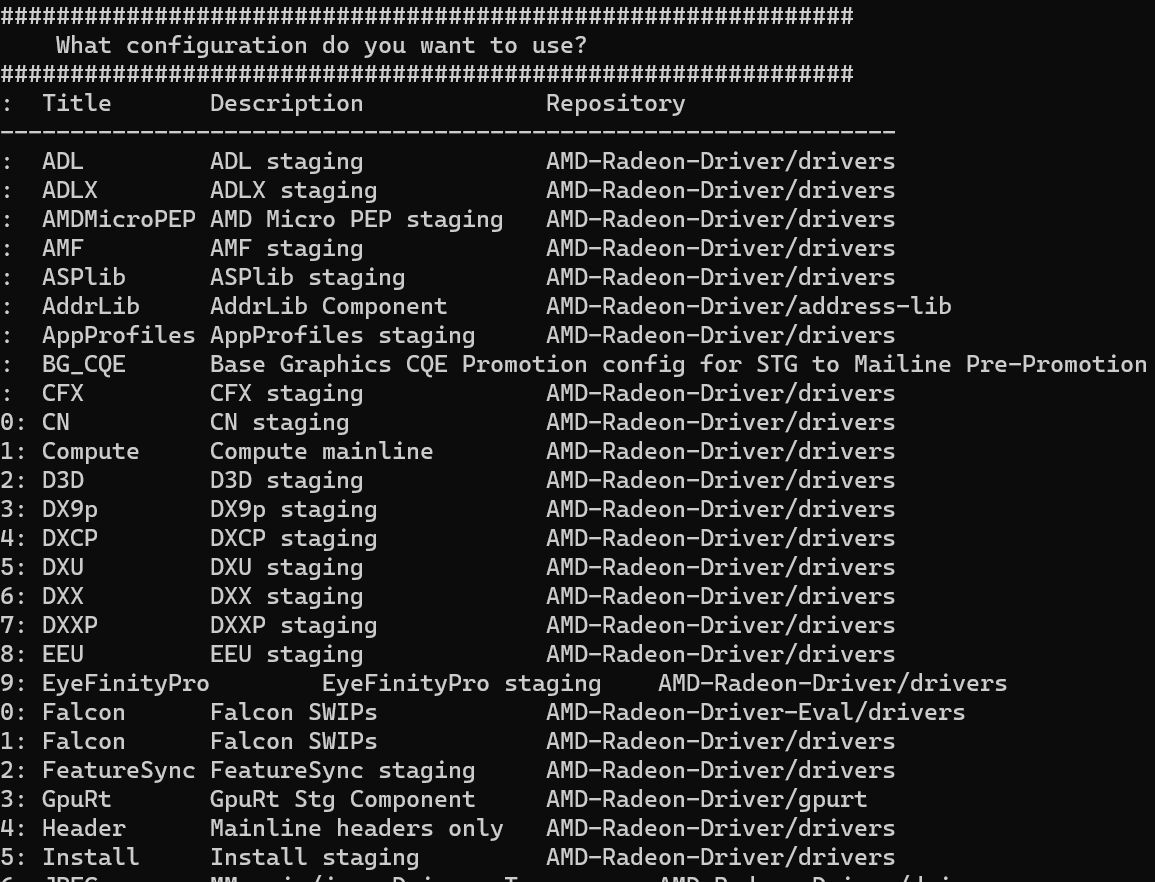 #############################################################
    What configuration do you want to use?
#############################################################
:  Title       Description             Repository
----------------------------------------------------------------
:  ADL         ADL staging             AMD-Radeon-Driver/drivers
:  ADLX        ADLX staging            AMD-Radeon-Driver/drivers
:  AMDMicroPEP AMD Micro PEP staging   AMD-Radeon-Driver/drivers
:  AMF         AMF staging             AMD-Radeon-Driver/drivers
:  ASPlib      ASPlib staging          AMD-Radeon-Driver/drivers
:  AddrLib     AddrLib Component       AMD-Radeon-Driver/address-lib
:  AppProfiles AppProfiles staging     AMD-Radeon-Driver/drivers
:  BG_CQE      Base Graphics CQE Promotion config for STG to Mailine Pre-Promotion
:  CFX         CFX staging             AMD-Radeon-Driver/drivers
0: CN          CN staging              AMD-Radeon-Driver/drivers
1: Compute     Compute mainline        AMD-Radeon-Driver/drivers
2: D3D         D3D staging             AMD-Radeon-Driver/drivers
3: DX9p        DX9p staging            AMD-Radeon-Driver/drivers
4: DXCP        DXCP staging            AMD-Radeon-Driver/drivers
5: DXU         DXU staging             AMD-Radeon-Driver/drivers
6: DXX         DXX staging             AMD-Radeon-Driver/drivers
7: DXXP        DXXP staging            AMD-Radeon-Driver/drivers
8: EEU         EEU staging             AMD-Radeon-Driver/drivers
9: EyeFinityPro        EyeFinityPro staging    AMD-Radeon-Driver/drivers
0: Falcon      Falcon SWIPs            AMD-Radeon-Driver-Eval/drivers
1: Falcon      Falcon SWIPs            AMD-Radeon-Driver/drivers
2: FeatureSync FeatureSync staging     AMD-Radeon-Driver/drivers
3: GpuRt       GpuRt Stg Component     AMD-Radeon-Driver/gpurt
4: Header      Mainline headers only   AMD-Radeon-Driver/drivers
5: Install     Install staging         AMD-Radeon-Driver/drivers